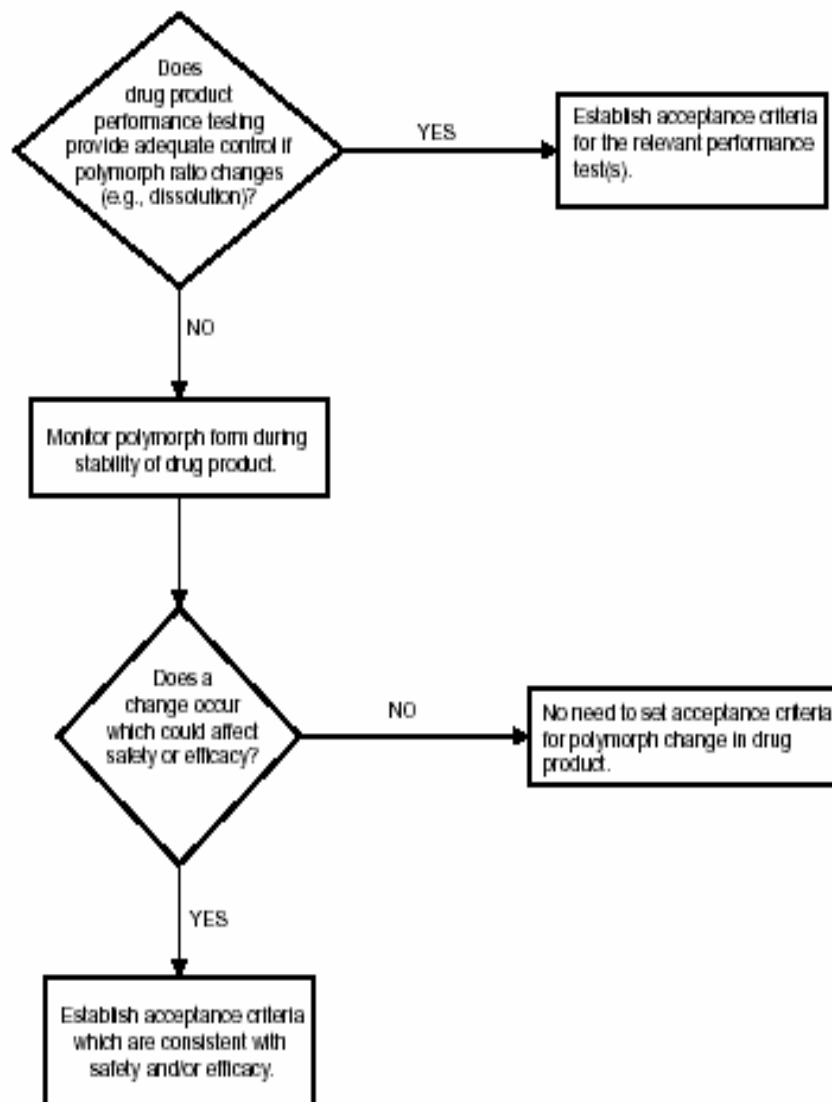 Does
drug product
performance testing
provide adequate control if
polymorph ratio changes
(e.g., dissolution)?
YES
Establish acceptance criteria
for the relevant performance
test(s).
NO
Monitor polymorph form during
stability of drug product.
Does a
change occur
which could affect
safety or efficacy?
NO
No need to set acceptance criteria
for polymorph change in drug
product.
YES
Establish acceptance criteria
which are consistent with
safety and/or efficacy.